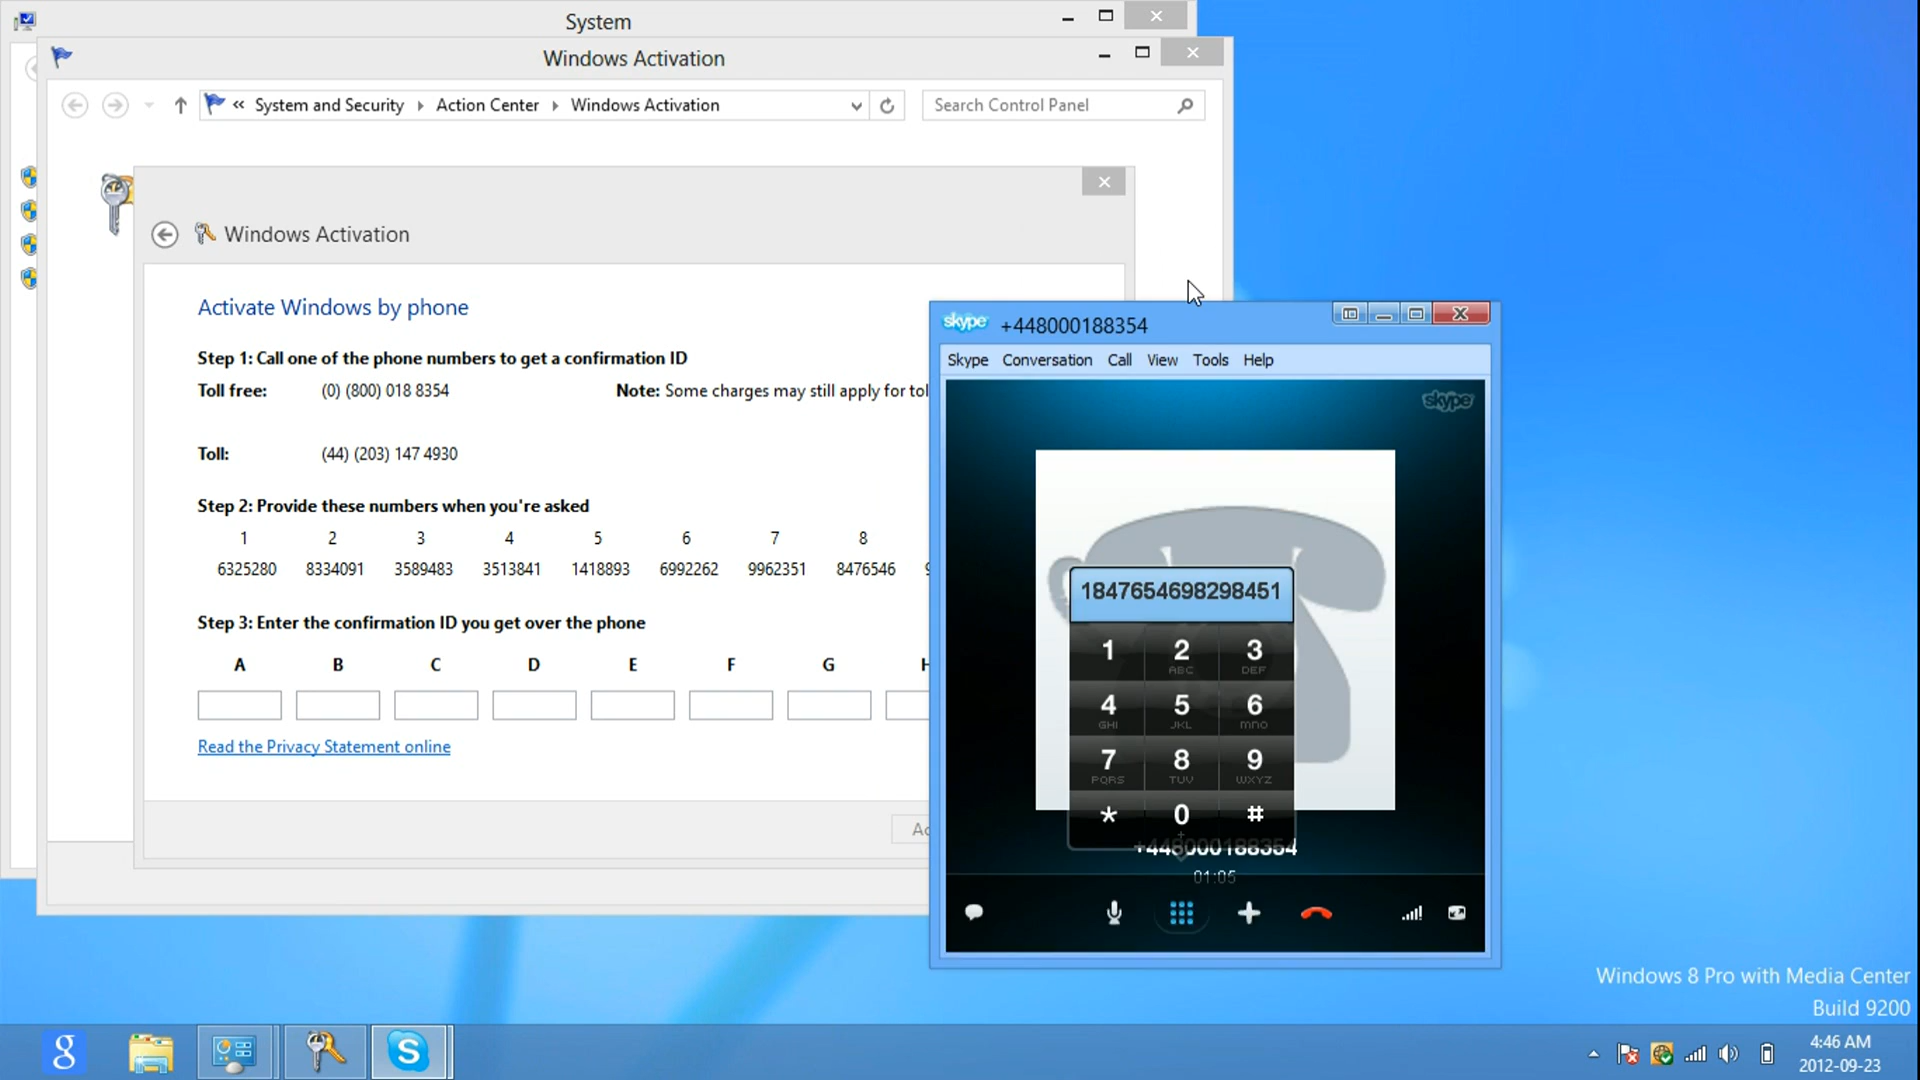 System
Windows Activation
« System and Security Action Center Windows Activation
Search Control Panel
Windows Activation
Activate Windows by phone
Step 1: Call one of the phone numbers to get a confirmation ID
Toll free: (0) (800) 018 8354 Note: Some charges may still apply for tol
Toll: (44) (203) 147 4930
Step 2: Provide these numbers when you're asked
1 2 3 4 5 6 7 8
6325280 8334091 3589483 3513841 1418893 6992262 9962351 8476546
Step 3: Enter the confirmation ID you get over the phone
A B C D E F G H
Read the Privacy Statement online
skype +448000188354
Skype Conversation Call View Tools Help
skype
1847654698298451
1 2 ABC 3 DEF
4 GHI 5 JKL 6 MNO
7 PQRS 8 TUV 9 WXYZ
* 0 + #
+448000188354
01:05
Windows 8 Pro with Media Center
Build 9200
g
S
4:46 AM
2012-09-23